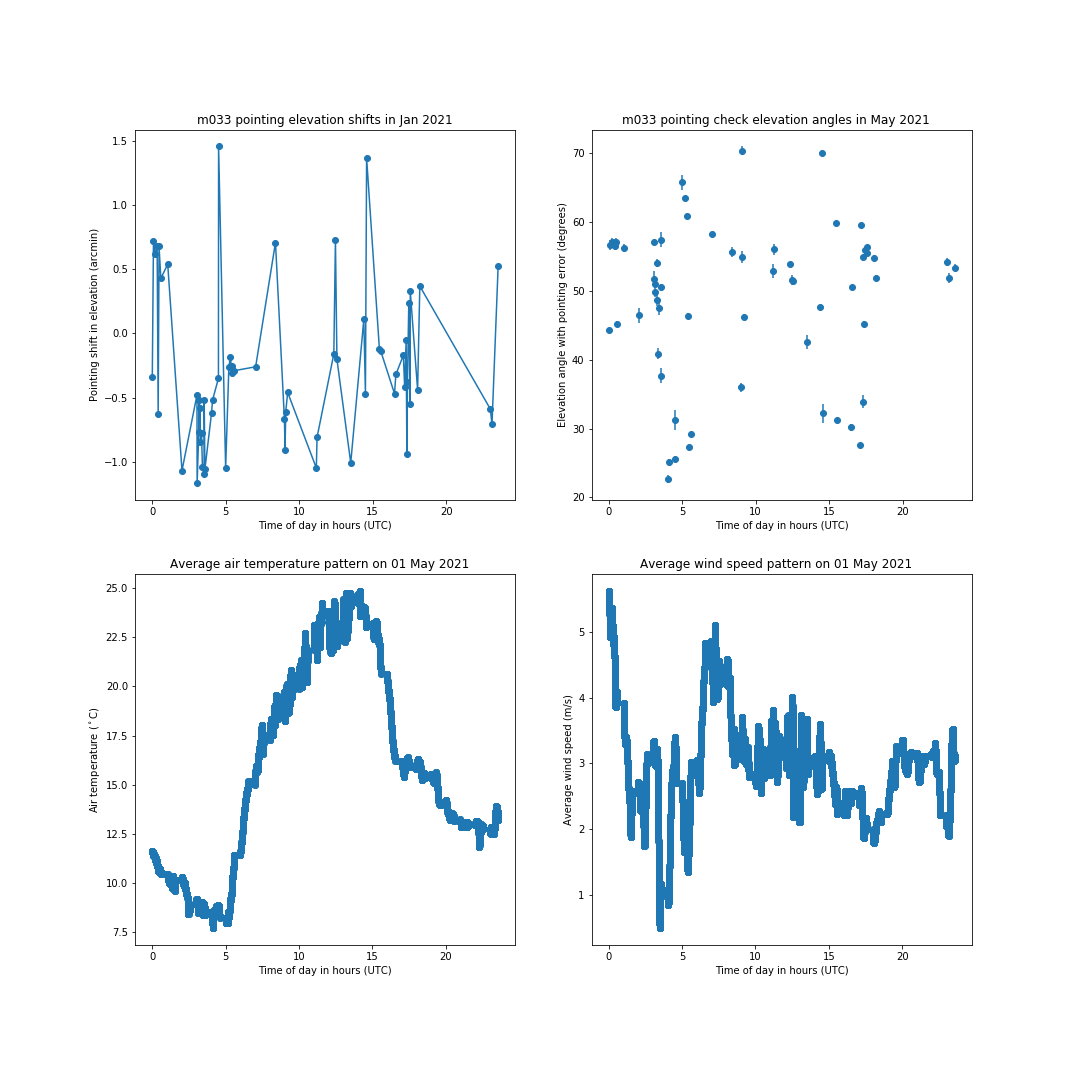 m033 pointing elevation shifts in Jan 2021
Pointing shift in elevation (arcmin)
1.5
1.0
0.5
0.0
−0.5
−1.0
0 5 10 15 20
Time of day in hours (UTC)
m033 pointing check elevation angles in May 2021
Elevation angle with pointing error (degrees)
70
60
50
40
30
20
0 5 10 15 20
Time of day in hours (UTC)
Average air temperature pattern on 01 May 2021
Air temperature (°C)
25.0
22.5
20.0
17.5
15.0
12.5
10.0
7.5
0 5 10 15 20
Time of day in hours (UTC)
Average wind speed pattern on 01 May 2021
Average wind speed (m/s)
5
4
3
2
1
0 5 10 15 20
Time of day in hours (UTC)